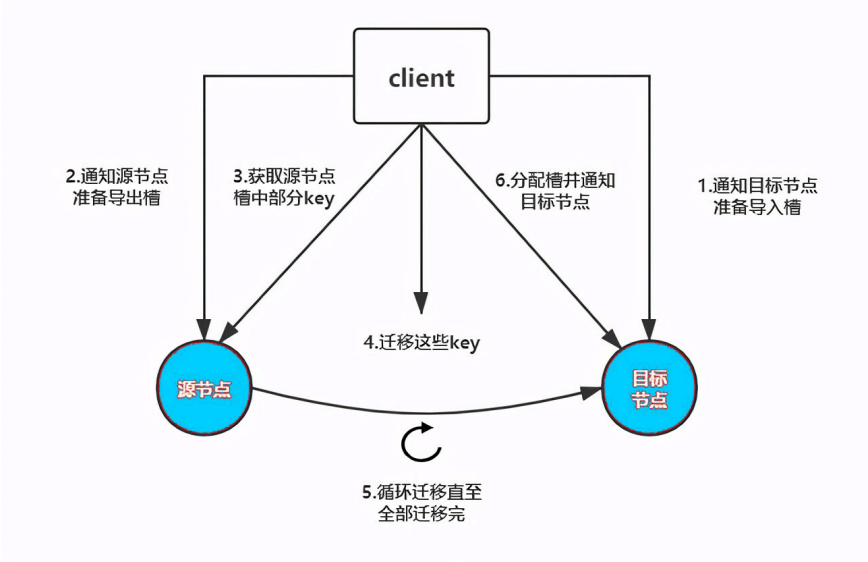 client
2.通知源节点
准备导出槽
3.获取源节点
槽中部分key
6.分配槽井通知
目标节点
1.通知目标节点
准备导入槽
4.迁移这些key
源节点
目标
节点
5.循环迁移直至
全部迁移完